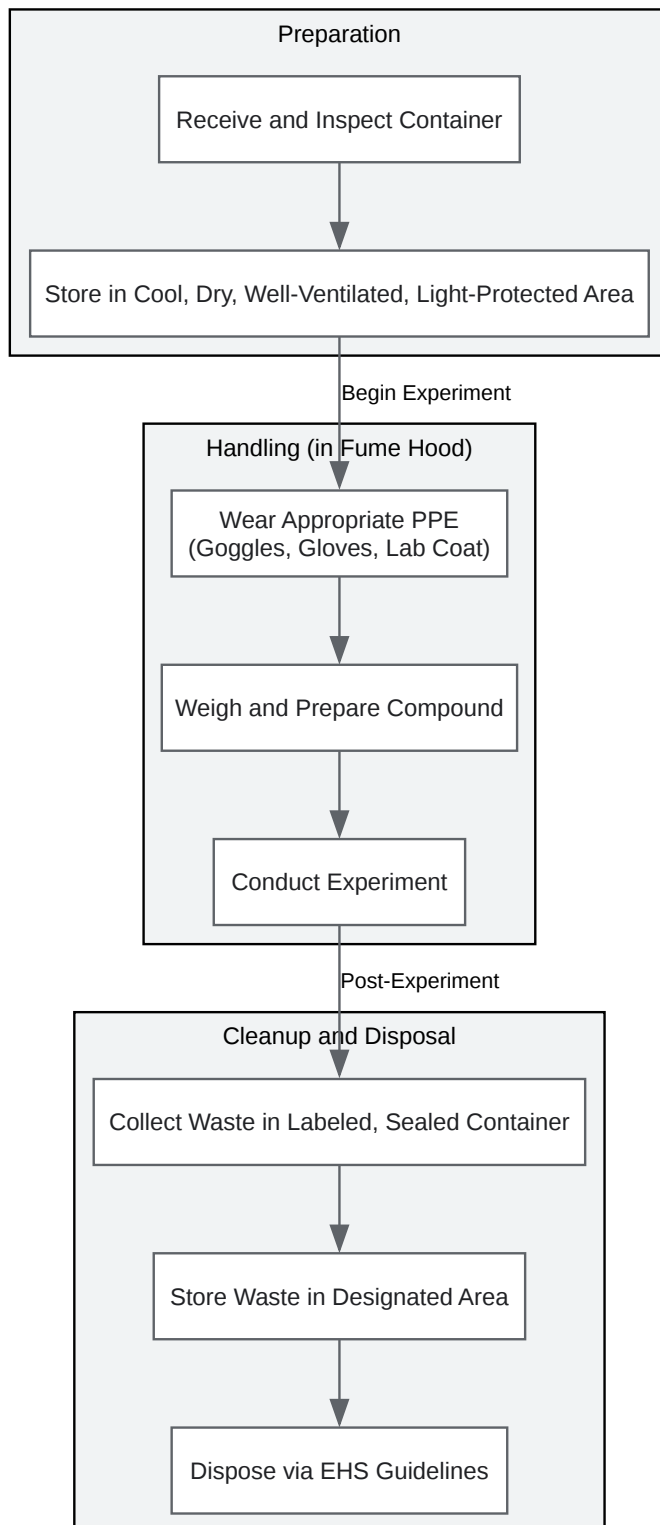 Preparation
Receive and Inspect Container
Store in Cool, Dry, Well-Ventilated, Light-Protected Area
Begin Experiment
Handling (in Fume Hood)
Wear Appropriate PPE
(Goggles, Gloves, Lab Coat)
Weigh and Prepare Compound
Conduct Experiment
Post-Experiment
Cleanup and Disposal
Collect Waste in Labeled, Sealed Container
Store Waste in Designated Area
Dispose via EHS Guidelines